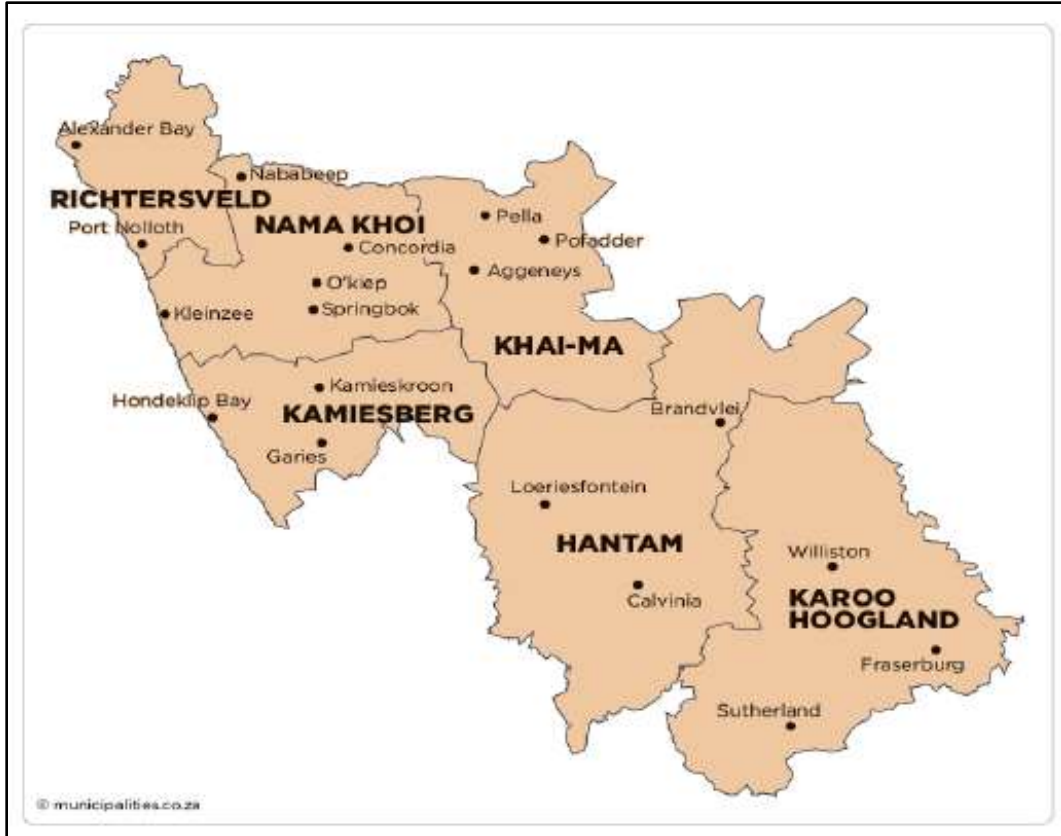 Alexander Bay
Nababeep
RICHTERSVELD
Pella
NAMA KHOI
Port Nolloth
Pofadder
Concordia
Aggeneys
O'kiep
Springbok
Kleinzee
KHAI-MA
Kamieskroon
Hondeklip Bay
KAMIESBERG
Brandvlei
Garies
Loeriesfontein
HANTAM
Williston
Calvinia
KAROO
HOOGLAND
Fraserburg
Sutherland
© municipalities.co.za